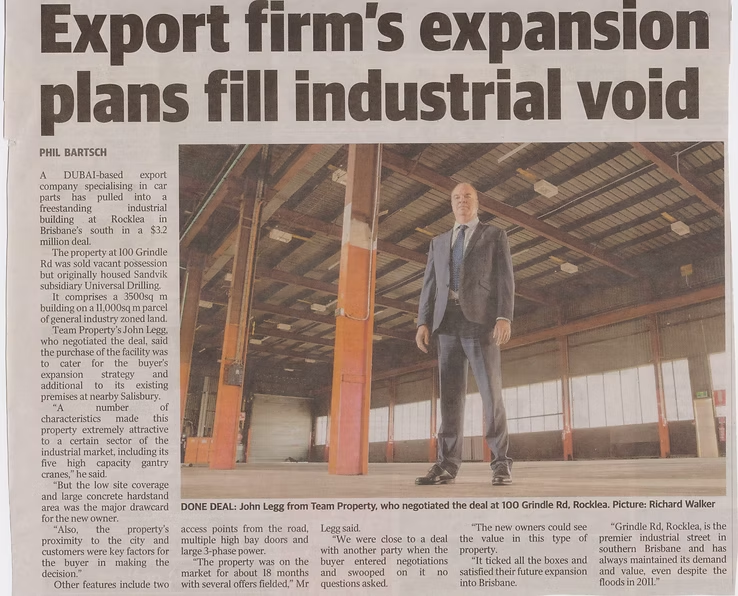 Export firm's expansion
plans fill industrial void
PHIL BARTSCH
A DUBAI-based export
company specialising in car
parts has pulled into a
freestanding industrial
building at Rocklea in
Brisbane's south in a $3.2
million deal.
The property at 100 Grindle
Rd was sold vacant possession
but originally housed Sandvik
subsidiary Universal Drilling.
It comprises a 3500sq m
building on a 11,000sq m parcel
of general industry zoned land.
Team Property's John Legg,
who negotiated the deal, said
the purchase of the facility was
to cater for the buyer's
expansion strategy and
additional to its existing
premises at nearby Salisbury.
"A number of
characteristics made this
property extremely attractive
to a certain sector of the
industrial market, including its
five high capacity gantry
cranes," he said.
"But the low site coverage
and large concrete hardstand
area was the major drawcard
for the new owner.
"Also, the property's
proximity to the city and
customers were key factors for
the buyer in making the
decision."
Other features include two
DONE DEAL: John Legg from Team Property, who negotiated the deal at 100 Grindle Rd, Rocklea. Picture: Richard Walker
access points from the road,
multiple high bay doors and
large 3-phase power.
"The property was on the
market for about 18 months
with several offers fielded," Mr
Legg said.
"We were close to a deal
with another party when the
buyer entered negotiations
and swooped on it no
questions asked.
"The new owners could see
the value in this type of
property.
"It ticked all the boxes and
satisfied their future expansion
into Brisbane.
"Grindle Rd, Rocklea, is the
premier industrial street in
southern Brisbane and has
always maintained its demand
and value, even despite the
floods in 2011."